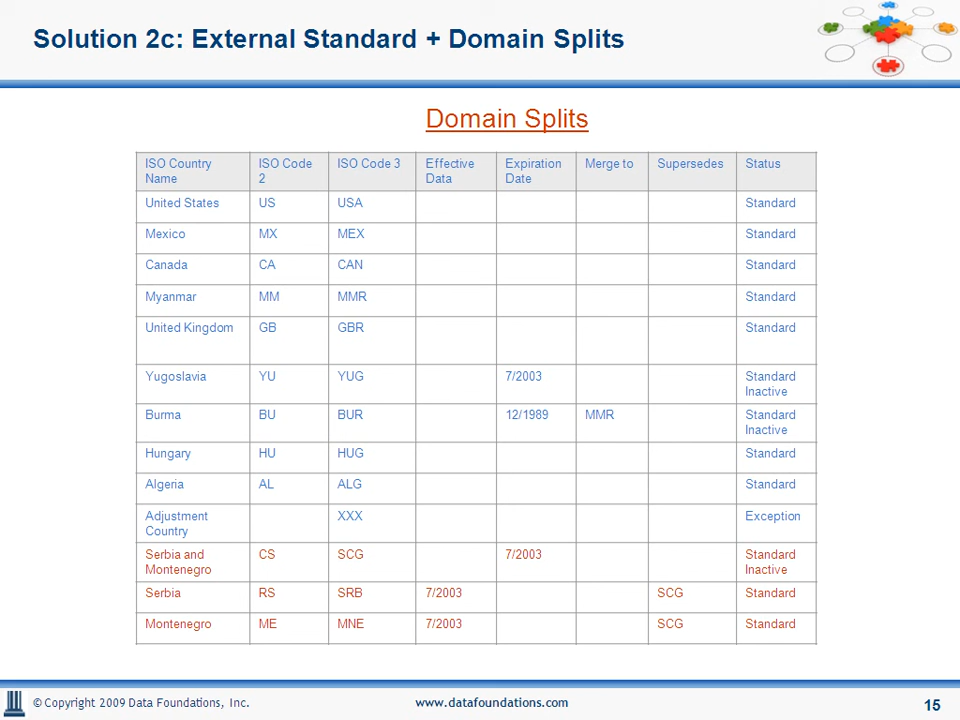 Solution 2c: External Standard + Domain Splits
Domain Splits
ISO Country Name ISO Code 2 ISO Code 3 Effective Data Expiration Date Merge to Supersedes Status
United States US USA Standard
Mexico MX MEX Standard
Canada CA CAN Standard
Myanmar MM MMR Standard
United Kingdom GB GBR Standard
Yugoslavia YU YUG 7/2003 Standard Inactive
Burma BU BUR 12/1989 MMR Standard Inactive
Hungary HU HUG Standard
Algeria AL ALG Standard
Adjustment Country XXX Exception
Serbia and Montenegro CS SCG 7/2003 Standard Inactive
Serbia RS SRB 7/2003 SCG Standard
Montenegro ME MNE 7/2003 SCG Standard
© Copyright 2009 Data Foundations, Inc. www.datafoundations.com 15